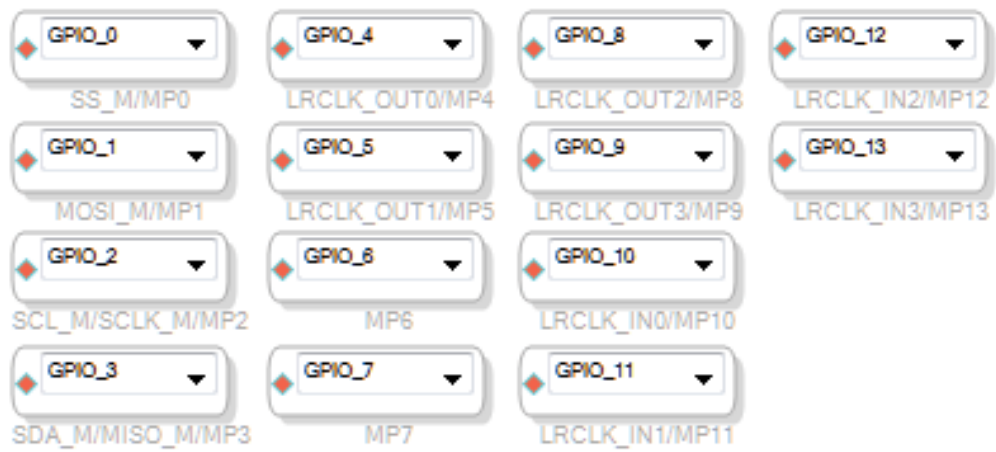 GPIO_0
SS_M/MP0
GPIO_1
MOSI_M/MP1
GPIO_2
SCL_M/SCLK_M/MP2
GPIO_3
SDA_M/MISO_M/MP3
GPIO_4
LRCLK_OUT0/MP4
GPIO_5
LRCLK_OUT1/MP5
GPIO_6
MP6
GPIO_7
MP7
GPIO_8
LRCLK_OUT2/MP8
GPIO_9
LRCLK_OUT3/MP9
GPIO_10
LRCLK_IN0/MP10
GPIO_11
LRCLK_IN1/MP11
GPIO_12
LRCLK_IN2/MP12
GPIO_13
LRCLK_IN3/MP13